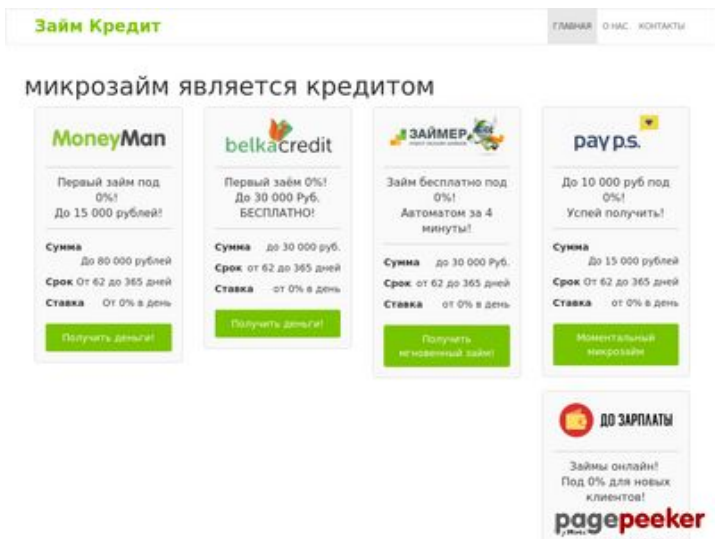 Займ Кредит
ГЛАВНАЯ О НАС КОНТАКТЫ
микрозайм является кредитом
MoneyMan
Первый займ под
0%!
До 15 000 рублей!
Сумма
До 80 000 рублей
Срок От 62 до 365 дней
Ставка От 0% в день
Получить деньги!
belkacredit
Первый заём 0%!
До 30 000 Руб.
БЕСПЛАТНО!
Сумма до 30 000 руб.
Срок от 62 до 365 дней
Ставка от 0% в день
Получить деньги!
ЗАЙМЕР
Займ бесплатно под
0%!
Автоматом за 4
минуты!
Сумма до 30 000 Руб.
Срок от 62 до 365 дней
Ставка от 0% в день
Получить
мгновенный займ!
pay p.s.
До 10 000 руб под
0%!
Успей получить!
Сумма
До 15 000 рублей
Срок От 62 до 365 дней
Ставка от 0% в день
Моментальный
микрозайм
ДО ЗАРПЛАТЫ
Займы онлайн!
Под 0% для новых
клиентов!
pagepeeker